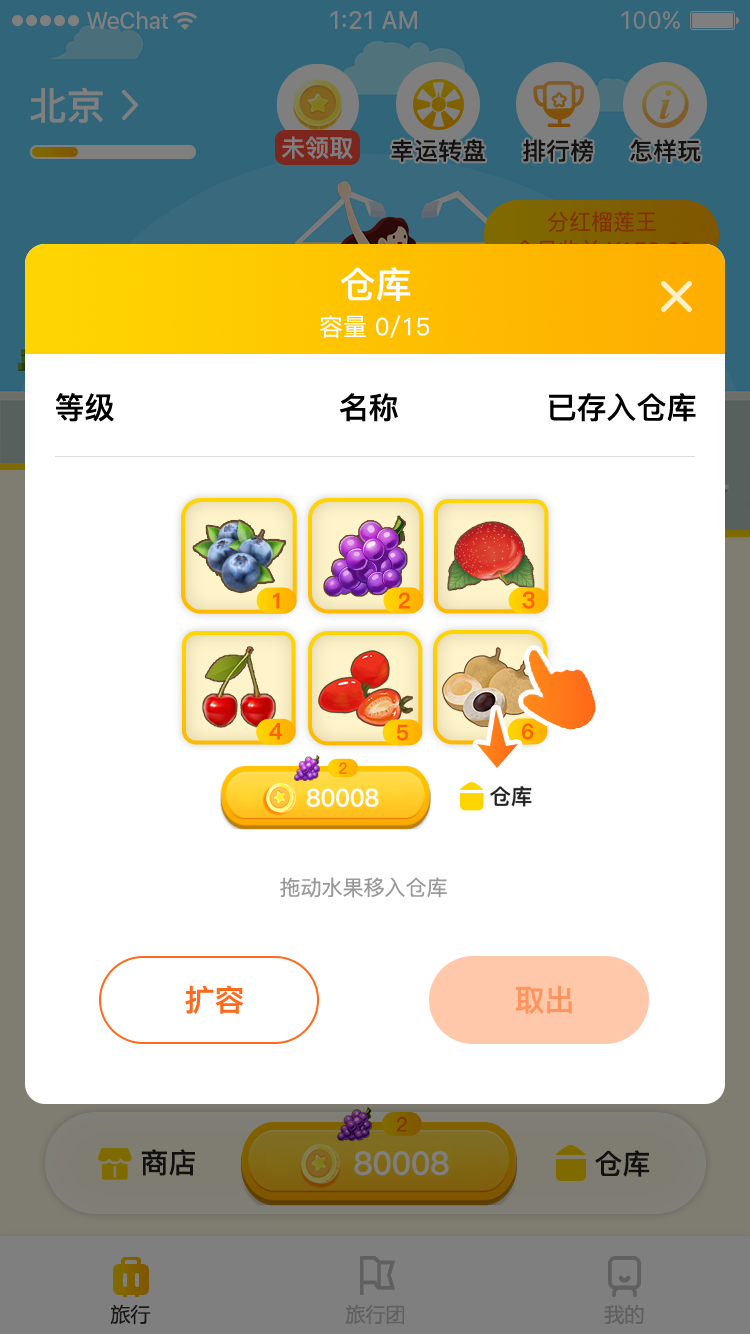 WeChat 1:21 AM 100%
北京
未领取 幸运转盘 排行榜 怎样玩
分红榴莲王
仓库
容量 0/15
等级 名称 已存入仓库
1 2 3
4 5 6
2
80008 仓库
拖动水果移入仓库
扩容 取出
2
商店 80008 仓库
旅行 旅行团 我的